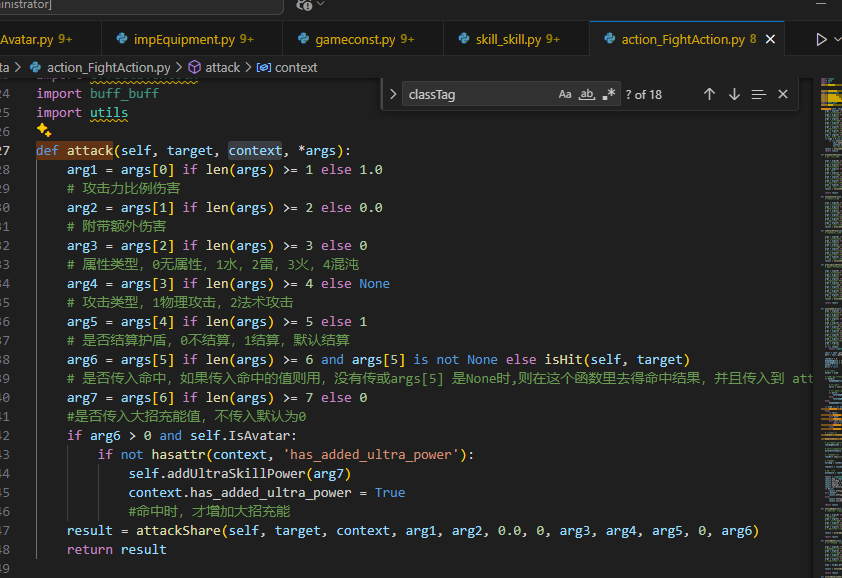 ninistrator]
Avatar.py 9+
impEquipment.py 9+
gameconst.py 9+
skill_skill.py 9+
action_FightAction.py 8
ta > action_FightAction.py > attack > context
classTag
Aa ab .* ? of 18
24 import buff_buff
25 import utils
26
27 def attack(self, target, context, *args):
28 arg1 = args[0] if len(args) >= 1 else 1.0
29 # 攻击力比例伤害
30 arg2 = args[1] if len(args) >= 2 else 0.0
31 # 附带额外伤害
32 arg3 = args[2] if len(args) >= 3 else 0
33 # 属性类型，0无属性，1水，2雷，3火，4混沌
34 arg4 = args[3] if len(args) >= 4 else None
35 # 攻击类型，1物理攻击，2法术攻击
36 arg5 = args[4] if len(args) >= 5 else 1
37 # 是否结算护盾，0不结算，1结算，默认结算
38 arg6 = args[5] if len(args) >= 6 and args[5] is not None else isHit(self, target)
39 # 是否传入命中，如果传入命中的值则用，没有传或args[5] 是None时,则在这个函数里去得命中结果，并且传入到 att
40 arg7 = args[6] if len(args) >= 7 else 0
41 #是否传入大招充能值，不传入默认为0
42 if arg6 > 0 and self.IsAvatar:
43 if not hasattr(context, 'has_added_ultra_power'):
44 self.addUltraSkillPower(arg7)
45 context.has_added_ultra_power = True
46 #命中时，才增加大招充能
47 result = attackShare(self, target, context, arg1, arg2, 0.0, 0, arg3, arg4, arg5, 0, arg6)
48 return result
49